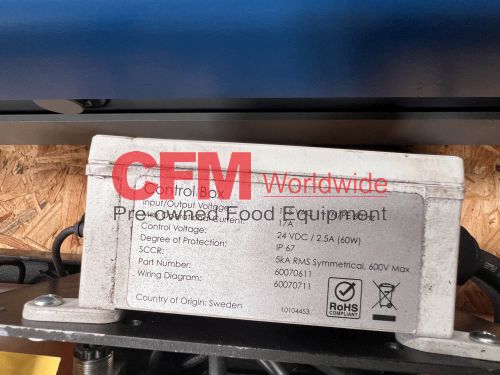 CFM Worldwide
Pre-owned Food Equipment
Control Box
Input/Output Voltage:
Current: 17A
Control Voltage: 24 VDC / 2.5A (60W)
Degree of Protection: IP 67
SCCR: 5kA RMS Symmetrical, 600V Max
Part Number: 60070611
Wiring Diagram: 60070711
Country of Origin: Sweden
10104453
RoHS
COMPLIANT